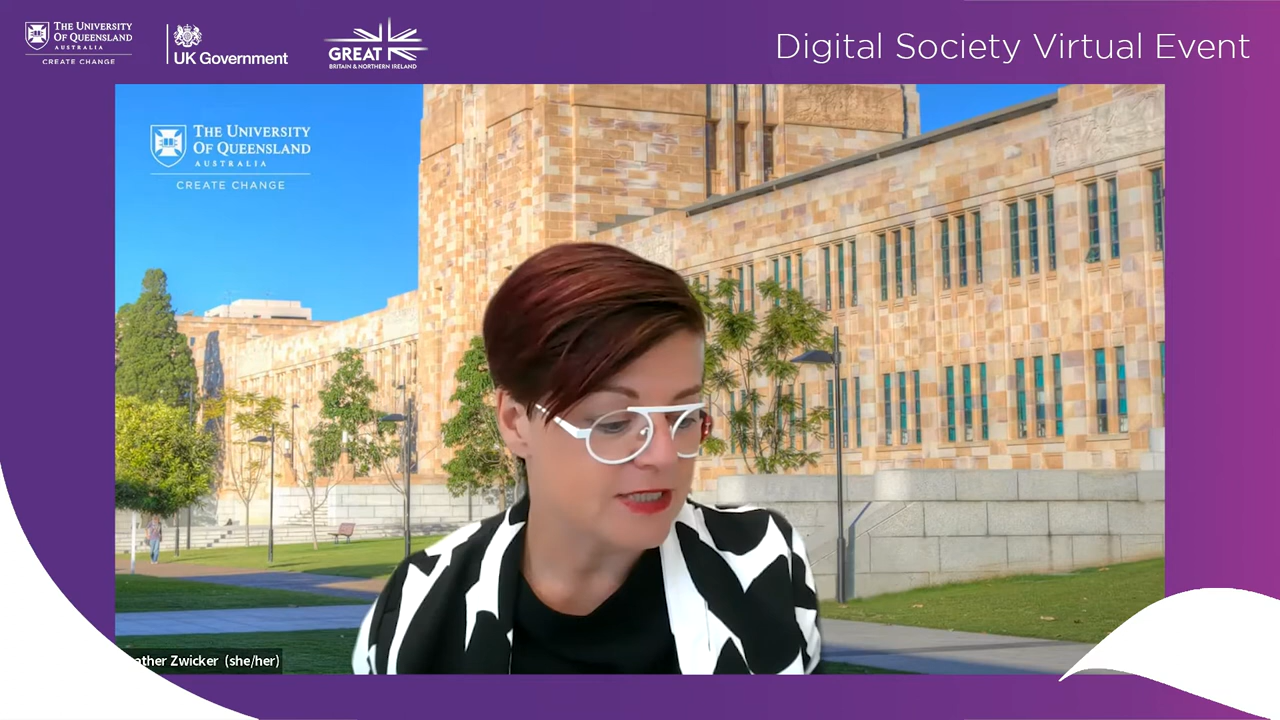 THE UNIVERSITY
OF QUEENSLAND
AUSTRALIA
CREATE CHANGE
UK Government
GREAT
BRITAIN & NORTHERN IRELAND
Digital Society Virtual Event
THE UNIVERSITY
OF QUEENSLAND
AUSTRALIA
CREATE CHANGE
ather Zwicker (she/her)